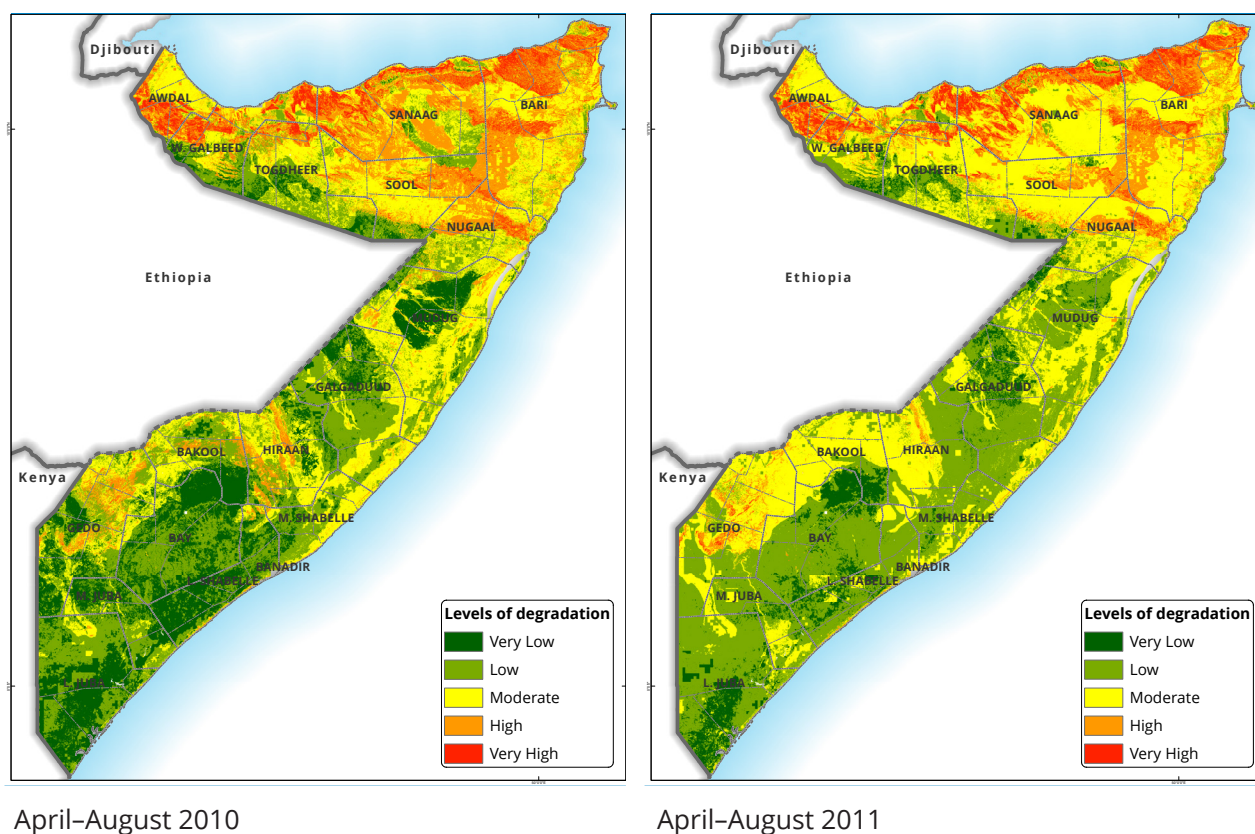 Djibouti
AWDAL
SANAAG
BARI
W. GALBEED
TOGDHEER
SOOL
NUGAAL
Ethiopia
MUDUG
GALGADUUD
BAKOOL
HIRAAN
Kenya
GEDO
M. SHABELLE
BAY
BANADIR
L. SHABELLE
M. JUBA
L. JUBA
Levels of degradation
Very Low
Low
Moderate
High
Very High
April–August 2010
Djibouti
AWDAL
SANAAG
BARI
W. GALBEED
TOGDHEER
SOOL
NUGAAL
Ethiopia
MUDUG
GALGADUUD
BAKOOL
HIRAAN
Kenya
GEDO
M. SHABELLE
BAY
BANADIR
L. SHABELLE
M. JUBA
L. JUBA
Levels of degradation
Very Low
Low
Moderate
High
Very High
April–August 2011